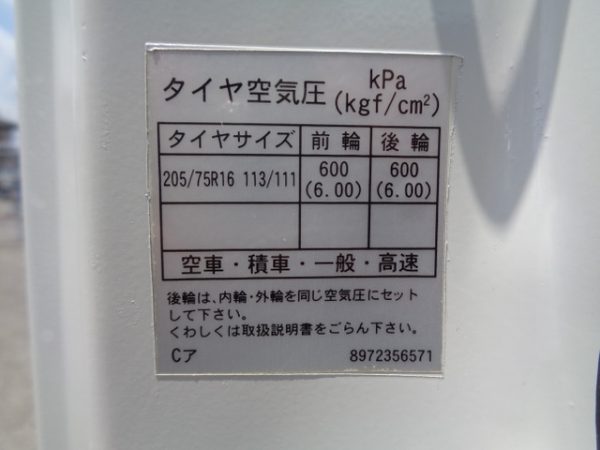 タイヤ空気圧 kPa
(kgf/cm²)
タイヤサイズ 前輪 後輪
205/75R16 113/111 600 600
(6.00) (6.00)
空車・積車・一般・高速
後輪は、内輪・外輪を同じ空気圧にセット
して下さい。
くわしくは取扱説明書をごらん下さい。
Cア 8972356571